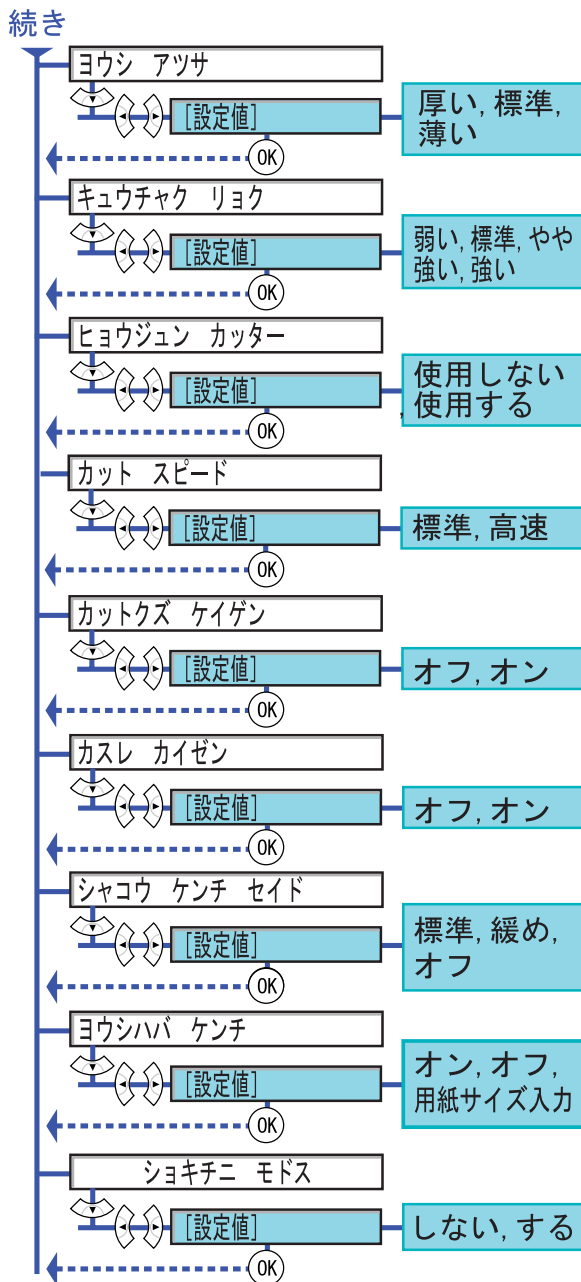 続き
ヨウシ アツサ
[設定値]
厚い, 標準,
薄い
OK
キュウチャク リョク
[設定値]
弱い, 標準, やや
強い, 強い
OK
ヒョウジュン カッター
[設定値]
使用しない
, 使用する
OK
カット スピード
[設定値]
標準, 高速
OK
カットクズ ケイゲン
[設定値]
オフ, オン
OK
カスレ カイゼン
[設定値]
オフ, オン
OK
シャコウ ケンチ セイド
[設定値]
標準, 緩め,
オフ
OK
ヨウシハバ ケンチ
[設定値]
オン, オフ,
用紙サイズ入力
OK
ショキチニ モドス
[設定値]
しない, する
OK